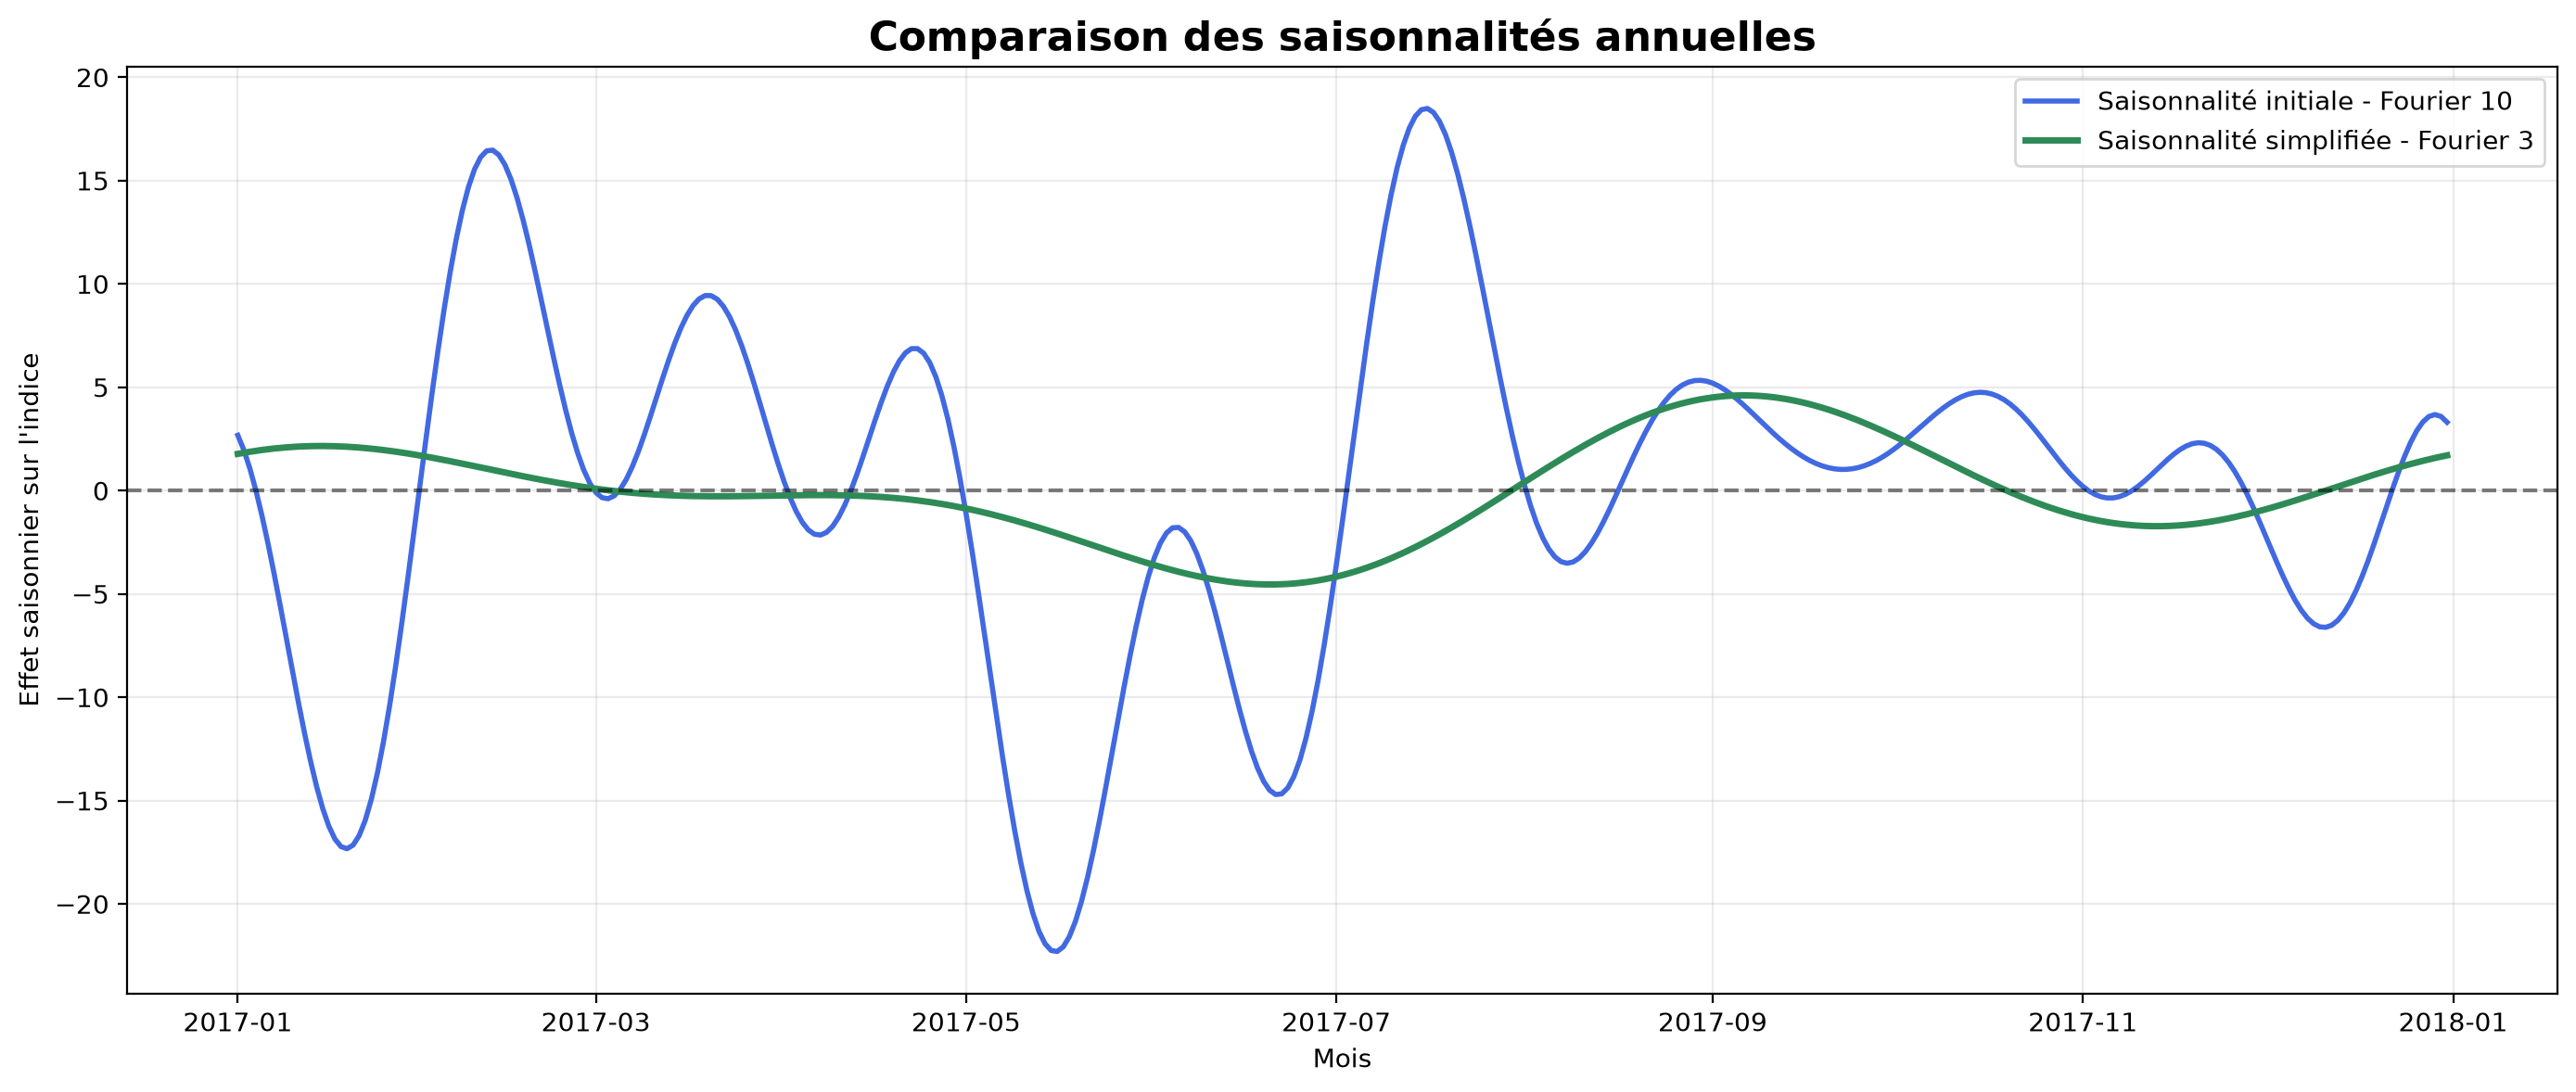 Comparaison des saisonnalités annuelles
Saisonnalité initiale - Fourier 10
Saisonnalité simplifiée - Fourier 3
Effet saisonnier sur l'indice
20
15
10
5
0
−5
−10
−15
−20
2017-01 2017-03 2017-05 2017-07 2017-09 2017-11 2018-01
Mois